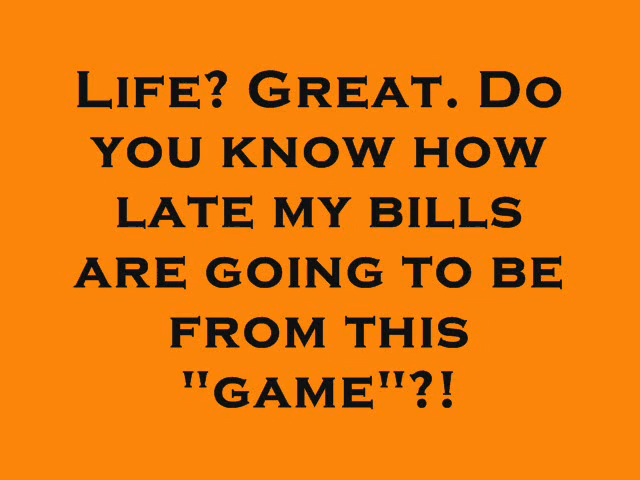 Life? Great. Do
you know how
late my bills
are going to be
from this
"game"?!